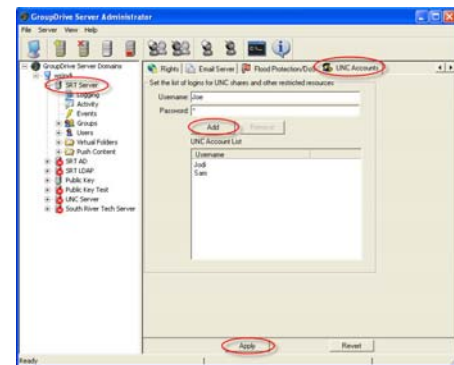 GroupDrive Server Administrator
File Server View Help
GroupDrive Server Domains
SRT Server
Logging
Activity
Events
Groups
Users
Virtual Folders
Push Content
SRT AD
SRT LDAP
Public Key
Public Key Test
UNC Server
South River Tech Server
Rights Email Server Flood Protection/DoS UNC Accounts
Set the list of logins for UNC shares and other restricted resources
Username: Joe
Password: *
Add Remove
UNC Account List
Username
Jodi
Sam
Apply Revert
Ready